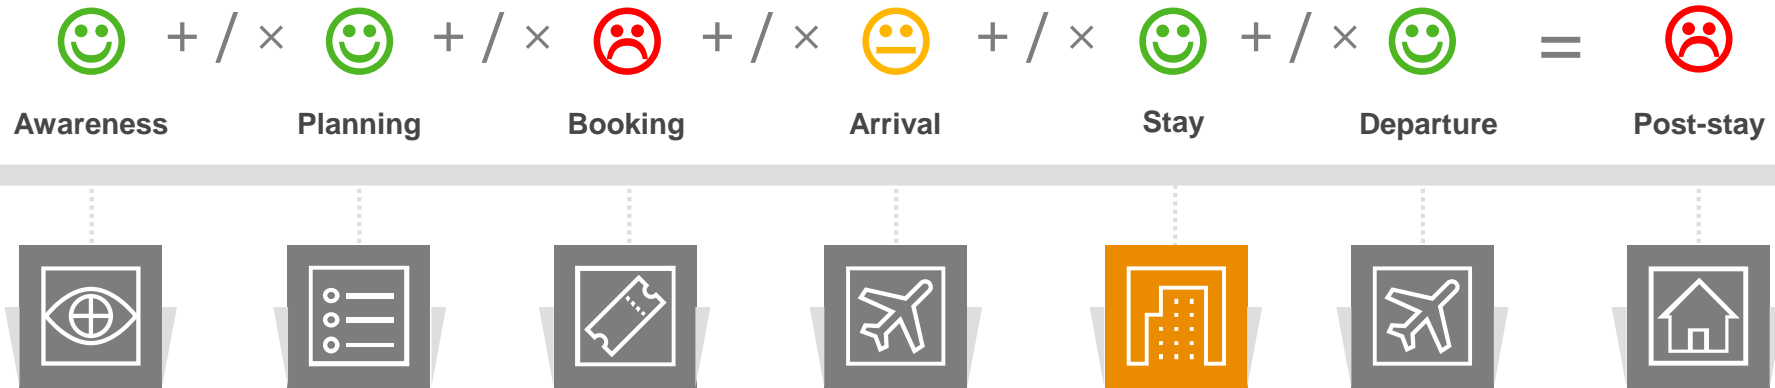 + / × + / × + / × + / × + / × =
Awareness Planning Booking Arrival Stay Departure Post-stay